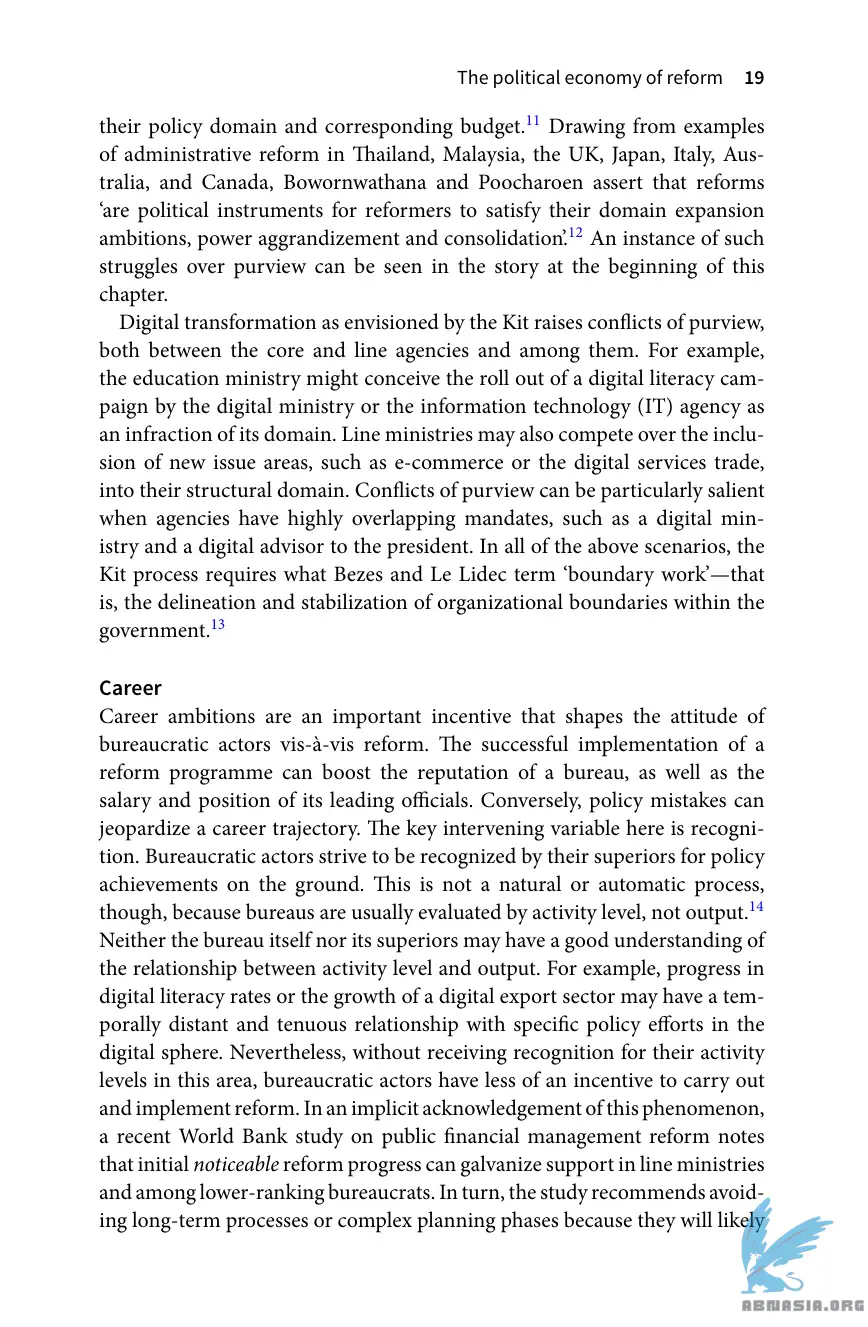 The political economy of reform 19
their policy domain and corresponding budget.11 Drawing from examples
of administrative reform in Thailand, Malaysia, the UK, Japan, Italy, Aus-
tralia, and Canada, Bowornwathana and Poocharoen assert that reforms
‘are political instruments for reformers to satisfy their domain expansion
ambitions, power aggrandizement and consolidation’.12 An instance of such
struggles over purview can be seen in the story at the beginning of this
chapter.
Digital transformation as envisioned by the Kit raises conflicts of purview,
both between the core and line agencies and among them. For example,
the education ministry might conceive the roll out of a digital literacy cam-
paign by the digital ministry or the information technology (IT) agency as
an infraction of its domain. Line ministries may also compete over the inclu-
sion of new issue areas, such as e-commerce or the digital services trade,
into their structural domain. Conflicts of purview can be particularly salient
when agencies have highly overlapping mandates, such as a digital min-
istry and a digital advisor to the president. In all of the above scenarios, the
Kit process requires what Bezes and Le Lidec term ‘boundary work’—that
is, the delineation and stabilization of organizational boundaries within the
government.13
Career
Career ambitions are an important incentive that shapes the attitude of
bureaucratic actors vis-à-vis reform. The successful implementation of a
reform programme can boost the reputation of a bureau, as well as the
salary and position of its leading officials. Conversely, policy mistakes can
jeopardize a career trajectory. The key intervening variable here is recogni-
tion. Bureaucratic actors strive to be recognized by their superiors for policy
achievements on the ground. This is not a natural or automatic process,
though, because bureaus are usually evaluated by activity level, not output.14
Neither the bureau itself nor its superiors may have a good understanding of
the relationship between activity level and output. For example, progress in
digital literacy rates or the growth of a digital export sector may have a tem-
porally distant and tenuous relationship with specific policy efforts in the
digital sphere. Nevertheless, without receiving recognition for their activity
levels in this area, bureaucratic actors have less of an incentive to carry out
and implement reform. In an implicit acknowledgement of this phenomenon,
a recent World Bank study on public financial management reform notes
that initial noticeable reform progress can galvanize support in line ministries
and among lower-ranking bureaucrats. In turn, the study recommends avoid-
ing long-term processes or complex planning phases because they will likely
ABNASIA.ORG